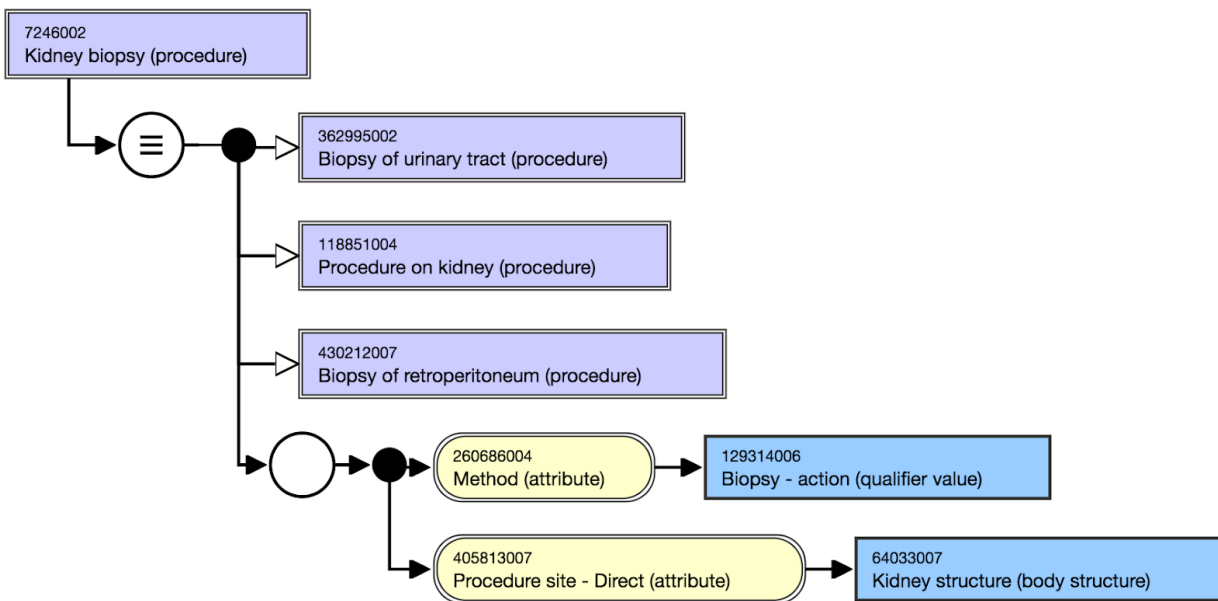 7246002
Kidney biopsy (procedure)
362995002
Biopsy of urinary tract (procedure)
118851004
Procedure on kidney (procedure)
430212007
Biopsy of retroperitoneum (procedure)
260686004
Method (attribute)
129314006
Biopsy - action (qualifier value)
405813007
Procedure site - Direct (attribute)
64033007
Kidney structure (body structure)